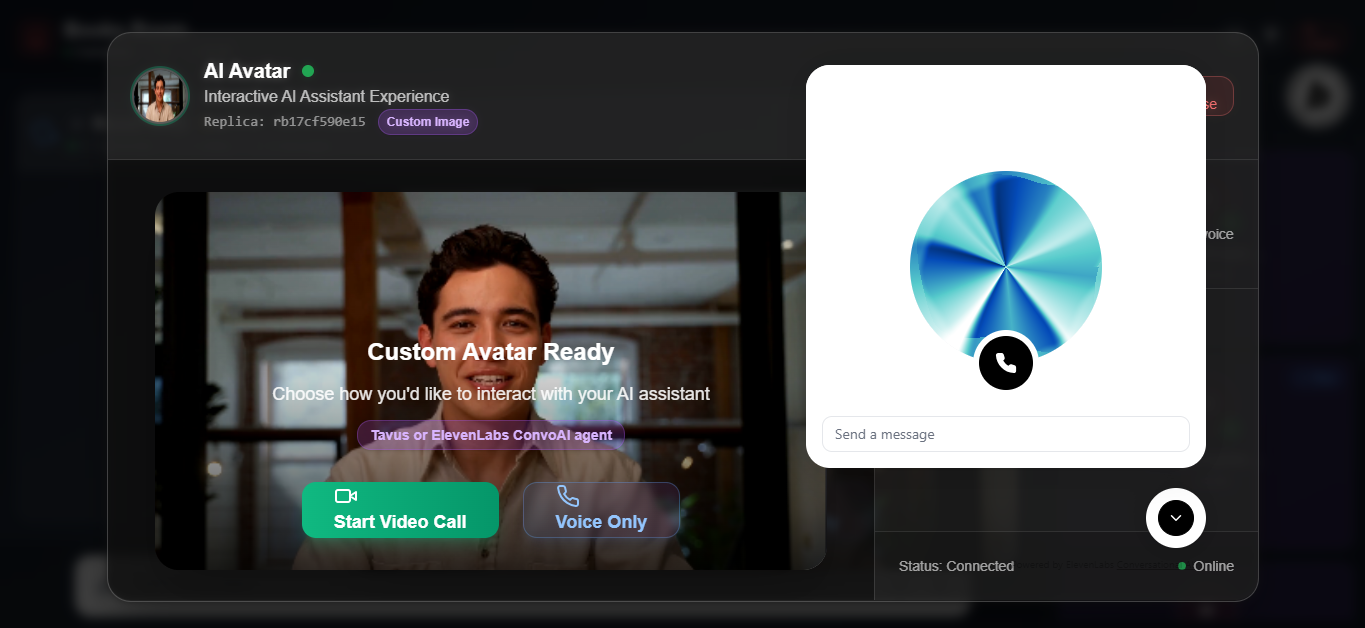 AI Avatar
Interactive AI Assistant Experience
Replica: rb17cf590e15
Custom Image
Custom Avatar Ready
Choose how you'd like to interact with your AI assistant
Tavus or ElevenLabs ConvoAI agent
Start Video Call
Voice Only
Send a message
Status: Connected
Online